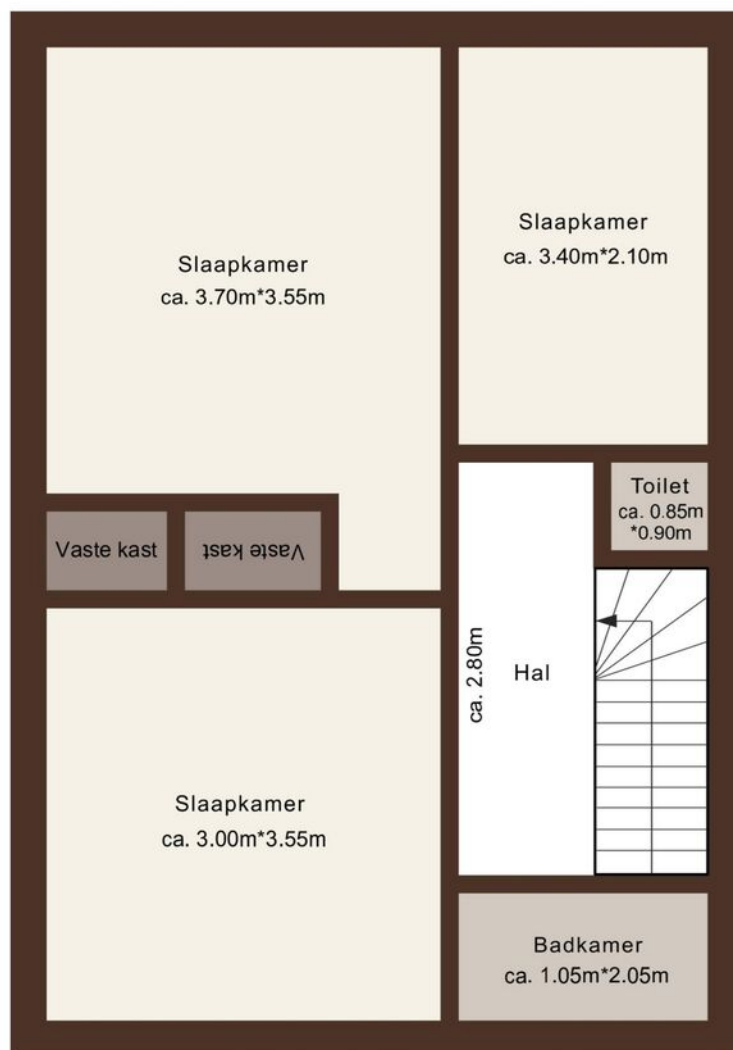 Slaapkamer
ca. 3.70m*3.55m
Slaapkamer
ca. 3.40m*2.10m
Toilet
ca. 0.85m
*0.90m
Vaste kast
Vaste kast
ca. 2.80m
Hal
Slaapkamer
ca. 3.00m*3.55m
Badkamer
ca. 1.05m*2.05m